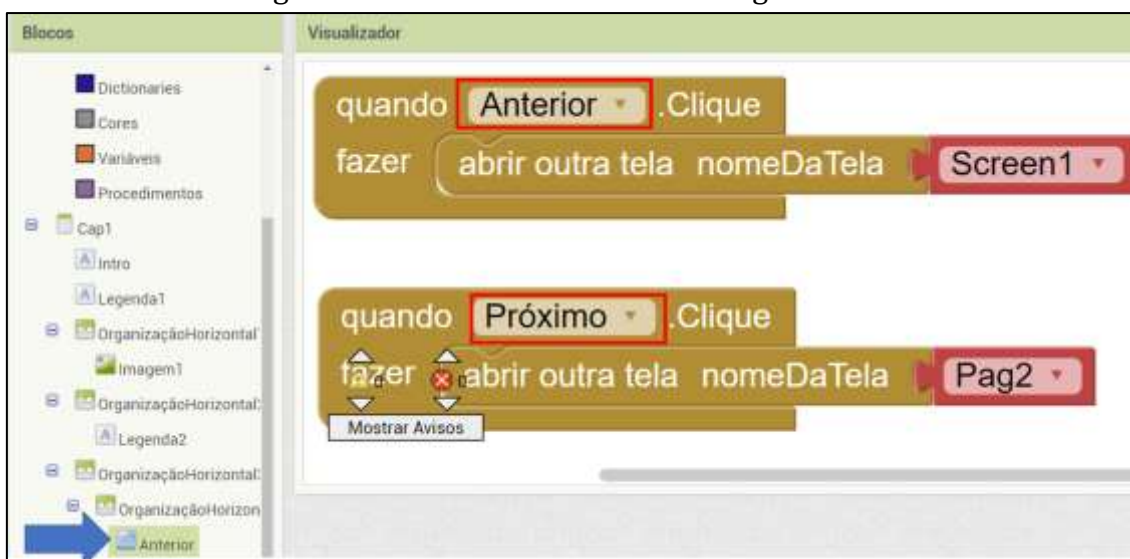 Blocos
Visualizador
Dictionaries
Cores
Variáveis
Procedimentos
Cap1
Intro
Legenda1
OrganizaçãoHorizontal
Imagem1
OrganizaçãoHorizontal
Legenda2
OrganizaçãoHorizontal
OrganizaçãoHorizon
Anterior
quando Anterior .Clique
fazer abrir outra tela nomeDaTela Screen1
quando Próximo .Clique
fazer abrir outra tela nomeDaTela Pag2
Mostrar Avisos